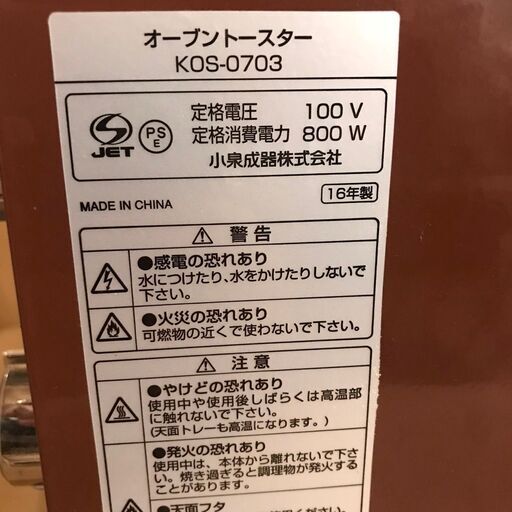 オーブントースター
KOS-0703
JET
PS
E
定格電圧 100 V
定格消費電力 800 W
小泉成器株式会社
MADE IN CHINA
16年製
警告
●感電の恐れあり
水につけたり、水をかけたりしないで
下さい。
●火災の恐れあり
可燃物の近くで使わないで下さい。
注意
●やけどの恐れあり
使用中や使用後しばらくは高温部
に触れないで下さい。
(天面トレーも高温になります。)
●発火の恐れあり
使用中は、本体から離れないで下さ
い。焼き過ぎると調理物が発火する
ことがあります。
●天面フタ